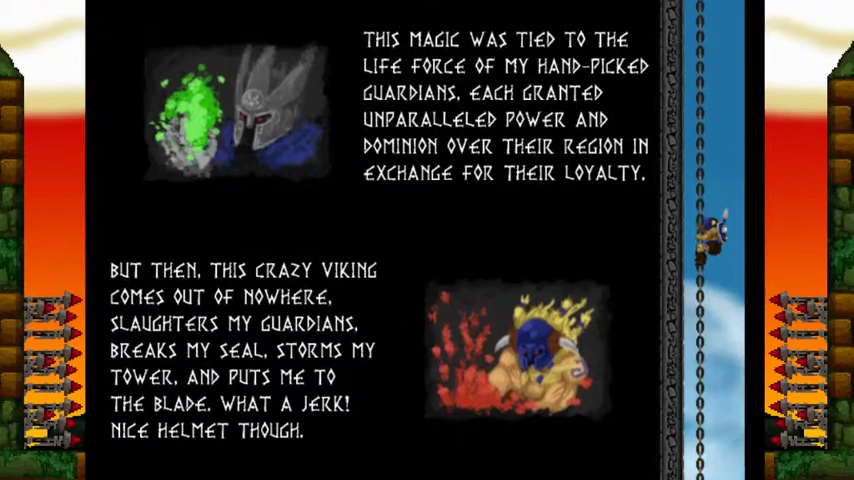 THIS MAGIC WAS TIED TO THE
LIFE FORCE OF MY HAND-PICKED
GUARDIANS, EACH GRANTED
UNPARALLELED POWER AND
DOMINION OVER THEIR REGION IN
EXCHANGE FOR THEIR LOYALTY.
BUT THEN, THIS CRAZY VIKING
COMES OUT OF NOWHERE,
SLAUGHTERS MY GUARDIANS,
BREAKS MY SEAL, STORMS MY
TOWER, AND PUTS ME TO
THE BLADE. WHAT A JERK!
NICE HELMET THOUGH.